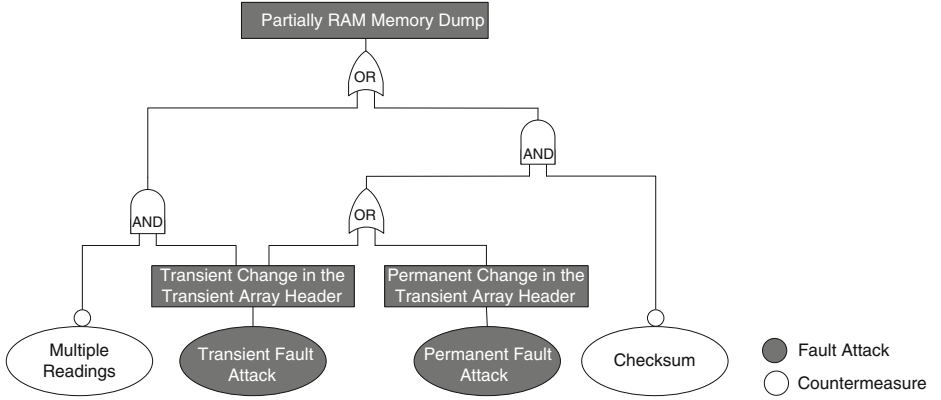 Partially RAM Memory Dump
OR
AND
AND
OR
Transient Change in the
Transient Array Header
Permanent Change in the
Transient Array Header
Multiple
Readings
Transient Fault
Attack
Permanent Fault
Attack
Checksum
Fault Attack
Countermeasure